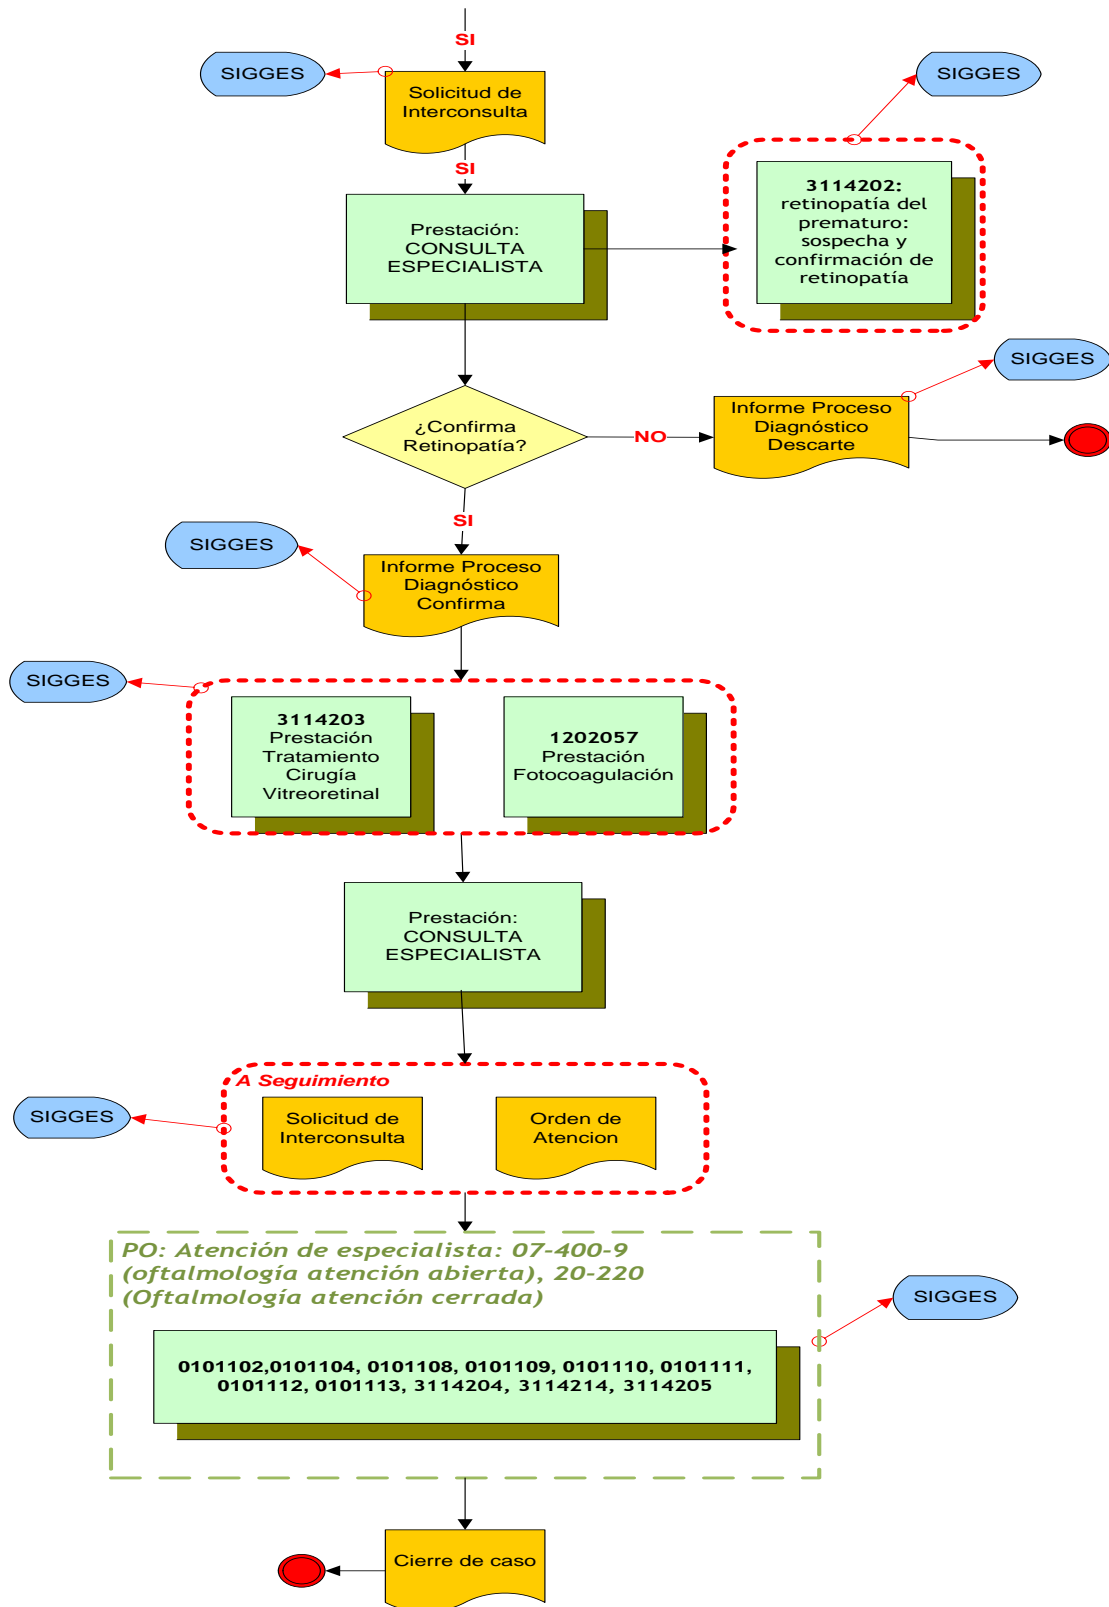 SI
SIGGES
SIGGES
Solicitud de
Interconsulta
SI
3114202:
retinopatía del
prematuro:
sospecha y
confirmación de
retinopatía
Prestación:
CONSULTA
ESPECIALISTA
SIGGES
¿Confirma
Retinopatía?
NO
Informe Proceso
Diagnóstico
Descarte
SI
SIGGES
Informe Proceso
Diagnóstico
Confirma
SIGGES
3114203
Prestación
Tratamiento
Cirugía
Vitreoretinal
1202057
Prestación
Fotocoagulación
Prestación:
CONSULTA
ESPECIALISTA
A Seguimiento
SIGGES
Solicitud de
Interconsulta
Orden de
Atencion
PO: Atención de especialista: 07-400-9
(oftalmología atención abierta), 20-220
(Oftalmología atención cerrada)
SIGGES
0101102,0101104, 0101108, 0101109, 0101110, 0101111,
0101112, 0101113, 3114204, 3114214, 3114205
Cierre de caso